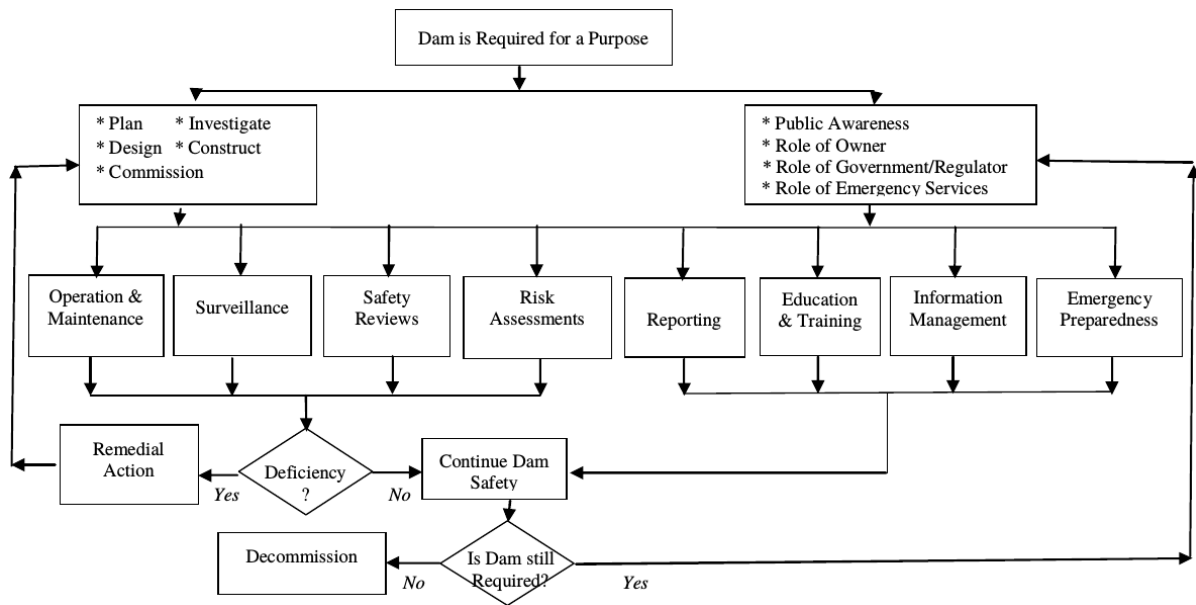 Dam is Required for a Purpose
* Plan * Investigate
* Design * Construct
* Commission
* Public Awareness
* Role of Owner
* Role of Government/Regulator
* Role of Emergency Services
Operation &
Maintenance
Surveillance
Safety
Reviews
Risk
Assessments
Reporting
Education
& Training
Information
Management
Emergency
Preparedness
Remedial
Action
Yes
Deficiency
?
No
Continue Dam
Safety
Decommission
No
Is Dam still
Required?
Yes